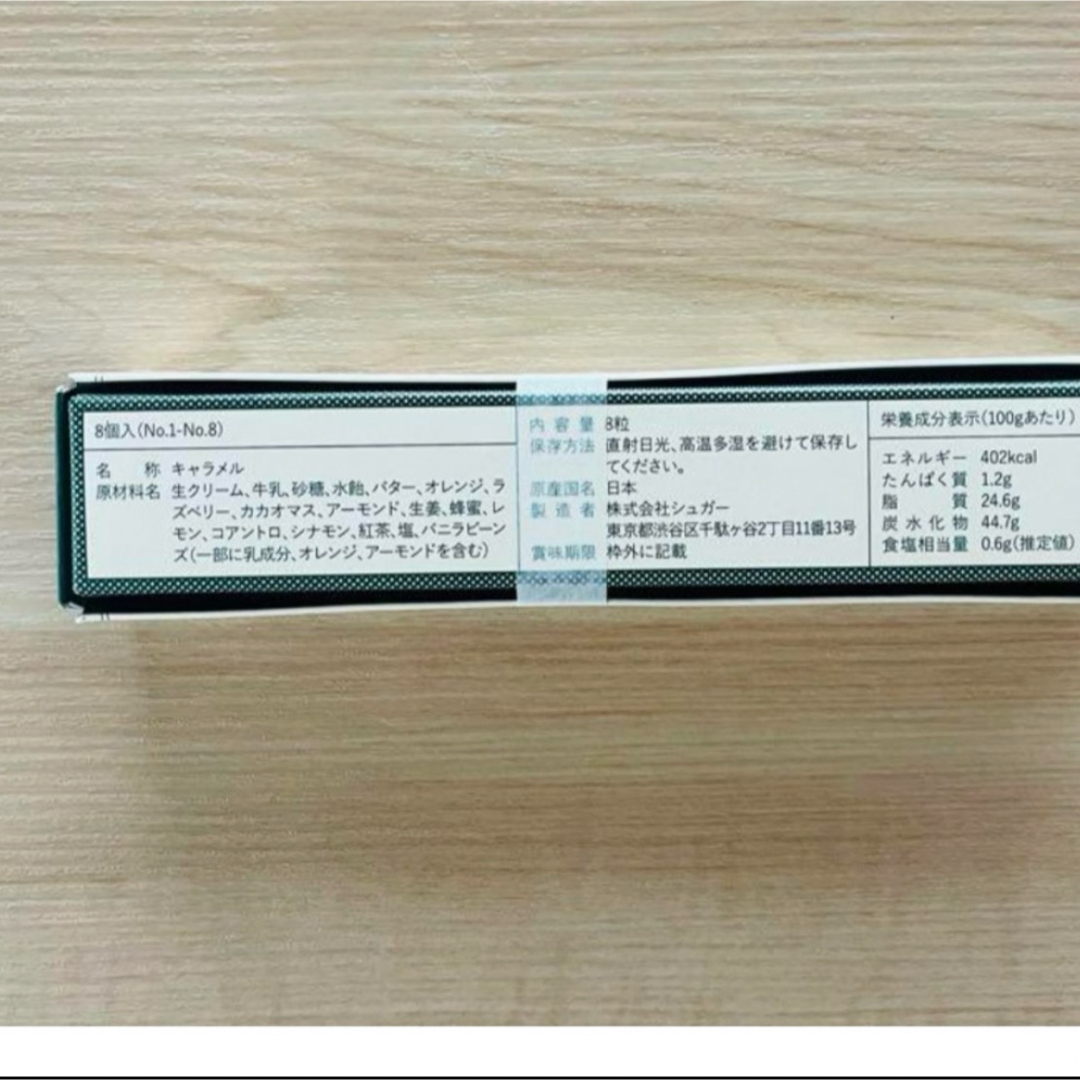 8個入(No.1-No.8)
名 称 キャラメル
原材料名 生クリーム、牛乳、砂糖、水飴、バター、オレンジ、ラ
ズベリー、カカオマス、アーモンド、生姜、蜂蜜、レ
モン、コアントロ、シナモン、紅茶、塩、バニラビーン
ズ(一部に乳成分、オレンジ、アーモンドを含む)
内容量 8粒
保存方法 直射日光、高温多湿を避けて保存し
てください。
原産国名 日本
製造者 株式会社シュガー
東京都渋谷区千駄ヶ谷2丁目11番13号
賞味期限 枠外に記載
栄養成分表示(100gあたり)
エネルギー 402kcal
たんぱく質 1.2g
脂質 24.6g
炭水化物 44.7g
食塩相当量 0.6g(推定値)